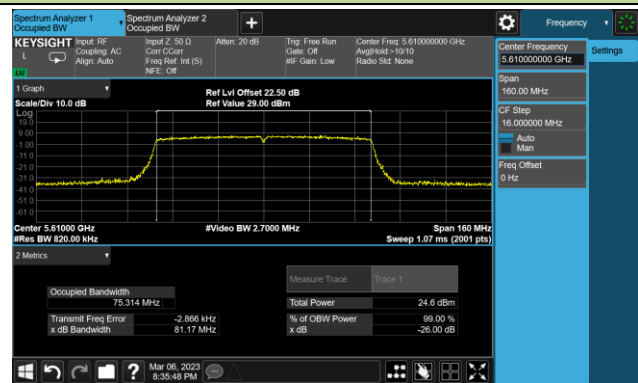 Spectrum Analyzer 1
Occupied BW
Spectrum Analyzer 2
Occupied BW
Frequency
KEYSIGHT
L
Input: RF
Coupling: AC
Align: Auto
Input Z: 50 Ω
Corr CCorr
Freq Ref: Int (S)
NFE: Off
Atten: 20 dB
Trig: Free Run
Gate: Off
#IF Gain: Low
Center Freq: 5.610000000 GHz
Avg|Hold:>10/10
Radio Std: None
Center Frequency
5.610000000 GHz
Settings
Span
160.00 MHz
CF Step
16.000000 MHz
Auto
Man
Freq Offset
0 Hz
1 Graph
Scale/Div 10.0 dB
Ref Lvl Offset 22.50 dB
Ref Value 29.00 dBm
Log
19.0
9.00
-1.00
-11.0
-21.0
-31.0
-41.0
-51.0
-61.0
Center 5.61000 GHz
#Res BW 820.00 kHz
#Video BW 2.7000 MHz
Span 160 MHz
Sweep 1.07 ms (2001 pts)
2 Metrics
Measure Trace
Trace 1
Occupied Bandwidth
75.314 MHz
Total Power
24.6 dBm
Transmit Freq Error
-2.866 kHz
% of OBW Power
99.00 %
x dB Bandwidth
81.17 MHz
x dB
-26.00 dB
Mar 06, 2023
8:35:48 PM